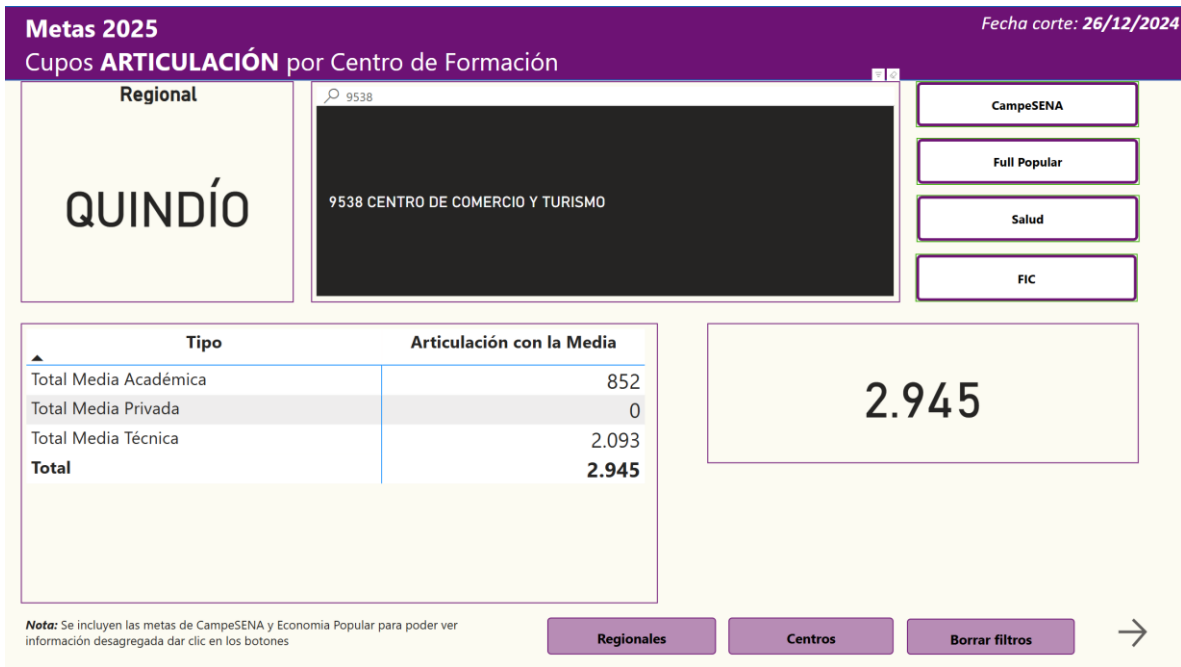 Metas 2025
Fecha corte: 26/12/2024
Cupos ARTICULACIÓN por Centro de Formación
Regional
QUINDÍO
9538
9538 CENTRO DE COMERCIO Y TURISMO
CampeSENA
Full Popular
Salud
FIC
Tipo Articulación con la Media
Total Media Académica 852
Total Media Privada 0
Total Media Técnica 2.093
Total 2.945
2.945
Nota: Se incluyen las metas de CampeSENA y Economia Popular para poder ver
información desagregada dar clic en los botones
Regionales
Centros
Borrar filtros